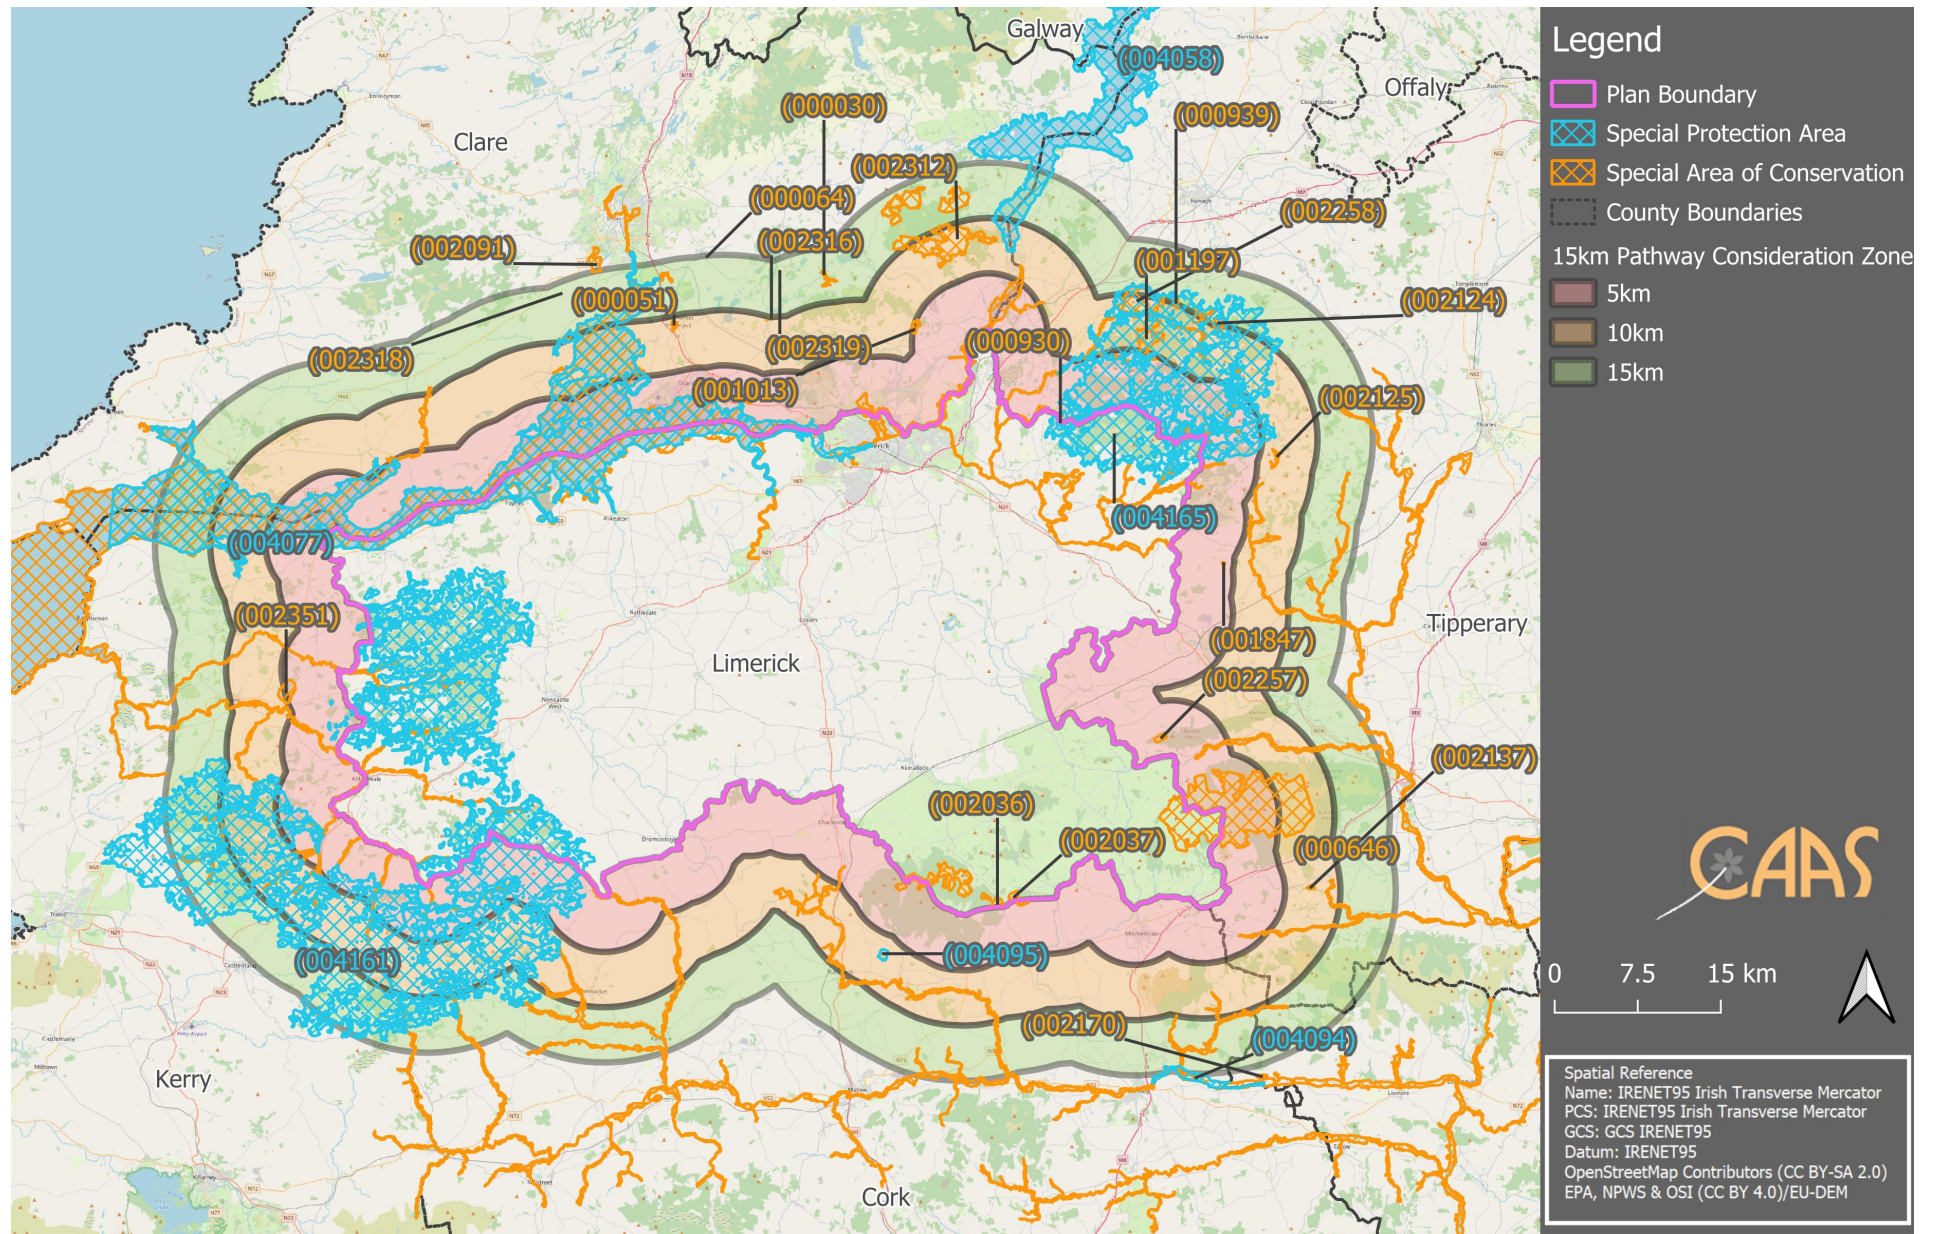 Galway
(004058)
Offaly
(000030)
(000939)
Clare
(002312)
(000064)
(002258)
(002316)
(002091)
(001197)
(000051)
(002124)
(002318)
(002319)
(000930)
(001013)
(002125)
(004165)
(004077)
(002351)
(001847)
Tipperary
Limerick
(002257)
(002137)
(002036)
(002037)
(000646)
(004161)
(004095)
(002170)
(004094)
Kerry
Cork
Legend
Plan Boundary
Special Protection Area
Special Area of Conservation
County Boundaries
15km Pathway Consideration Zone
5km
10km
15km
CAAS
0 7.5 15 km
Spatial Reference
Name: IRENET95 Irish Transverse Mercator
PCS: IRENET95 Irish Transverse Mercator
GCS: GCS IRENET95
Datum: IRENET95
OpenStreetMap Contributors (CC BY-SA 2.0)
EPA, NPWS & OSI (CC BY 4.0)/EU-DEM